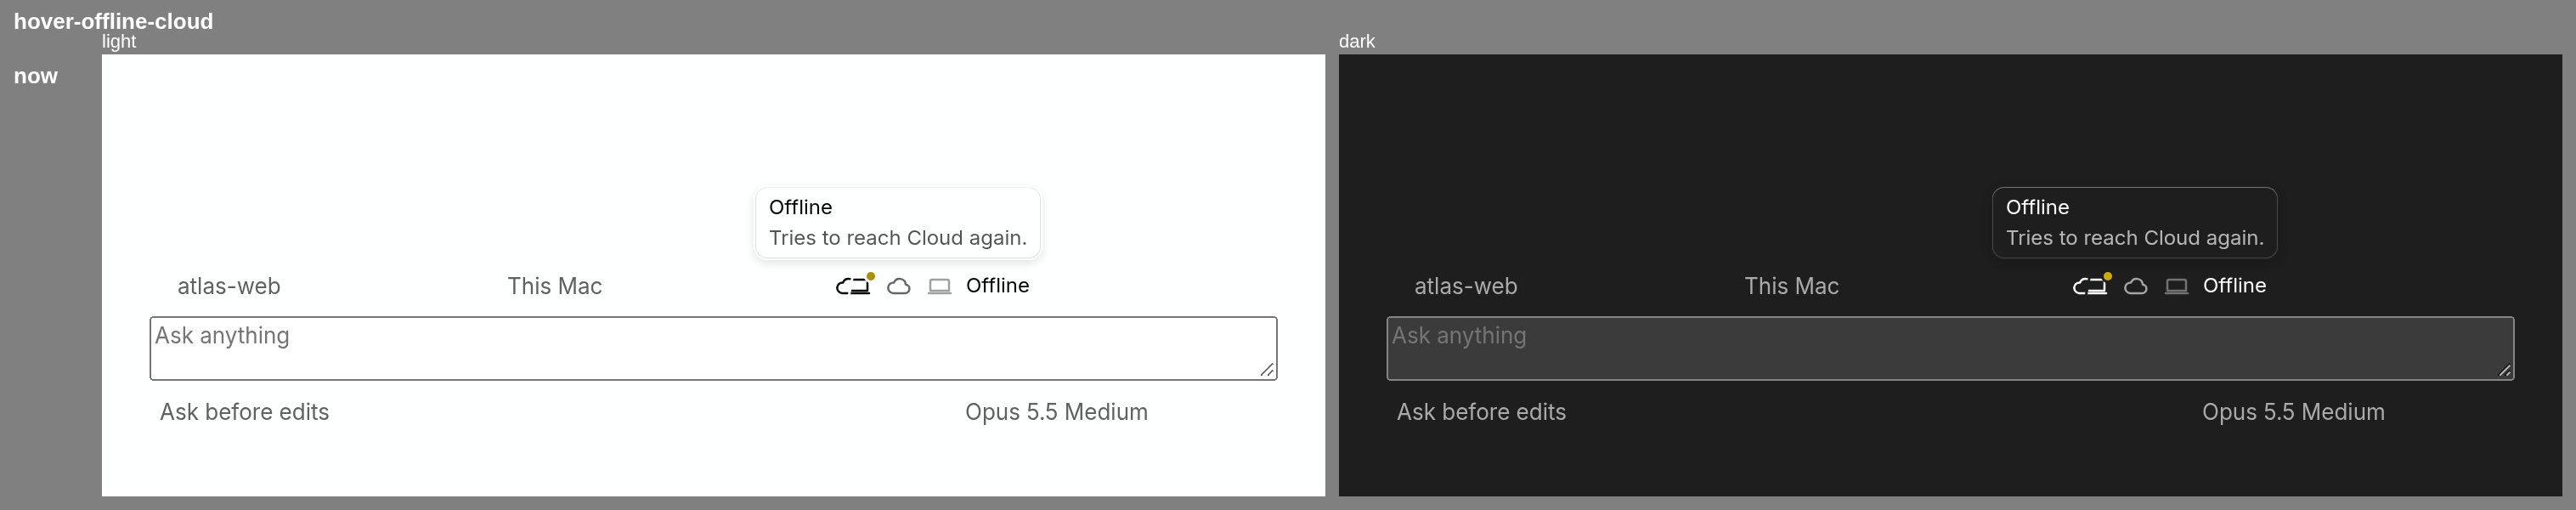 hover-offline-cloud
light
dark
now
Offline
Tries to reach Cloud again.
atlas-web
This Mac
Offline
Ask anything
Ask before edits
Opus 5.5 Medium
Offline
Tries to reach Cloud again.
atlas-web
This Mac
Offline
Ask anything
Ask before edits
Opus 5.5 Medium